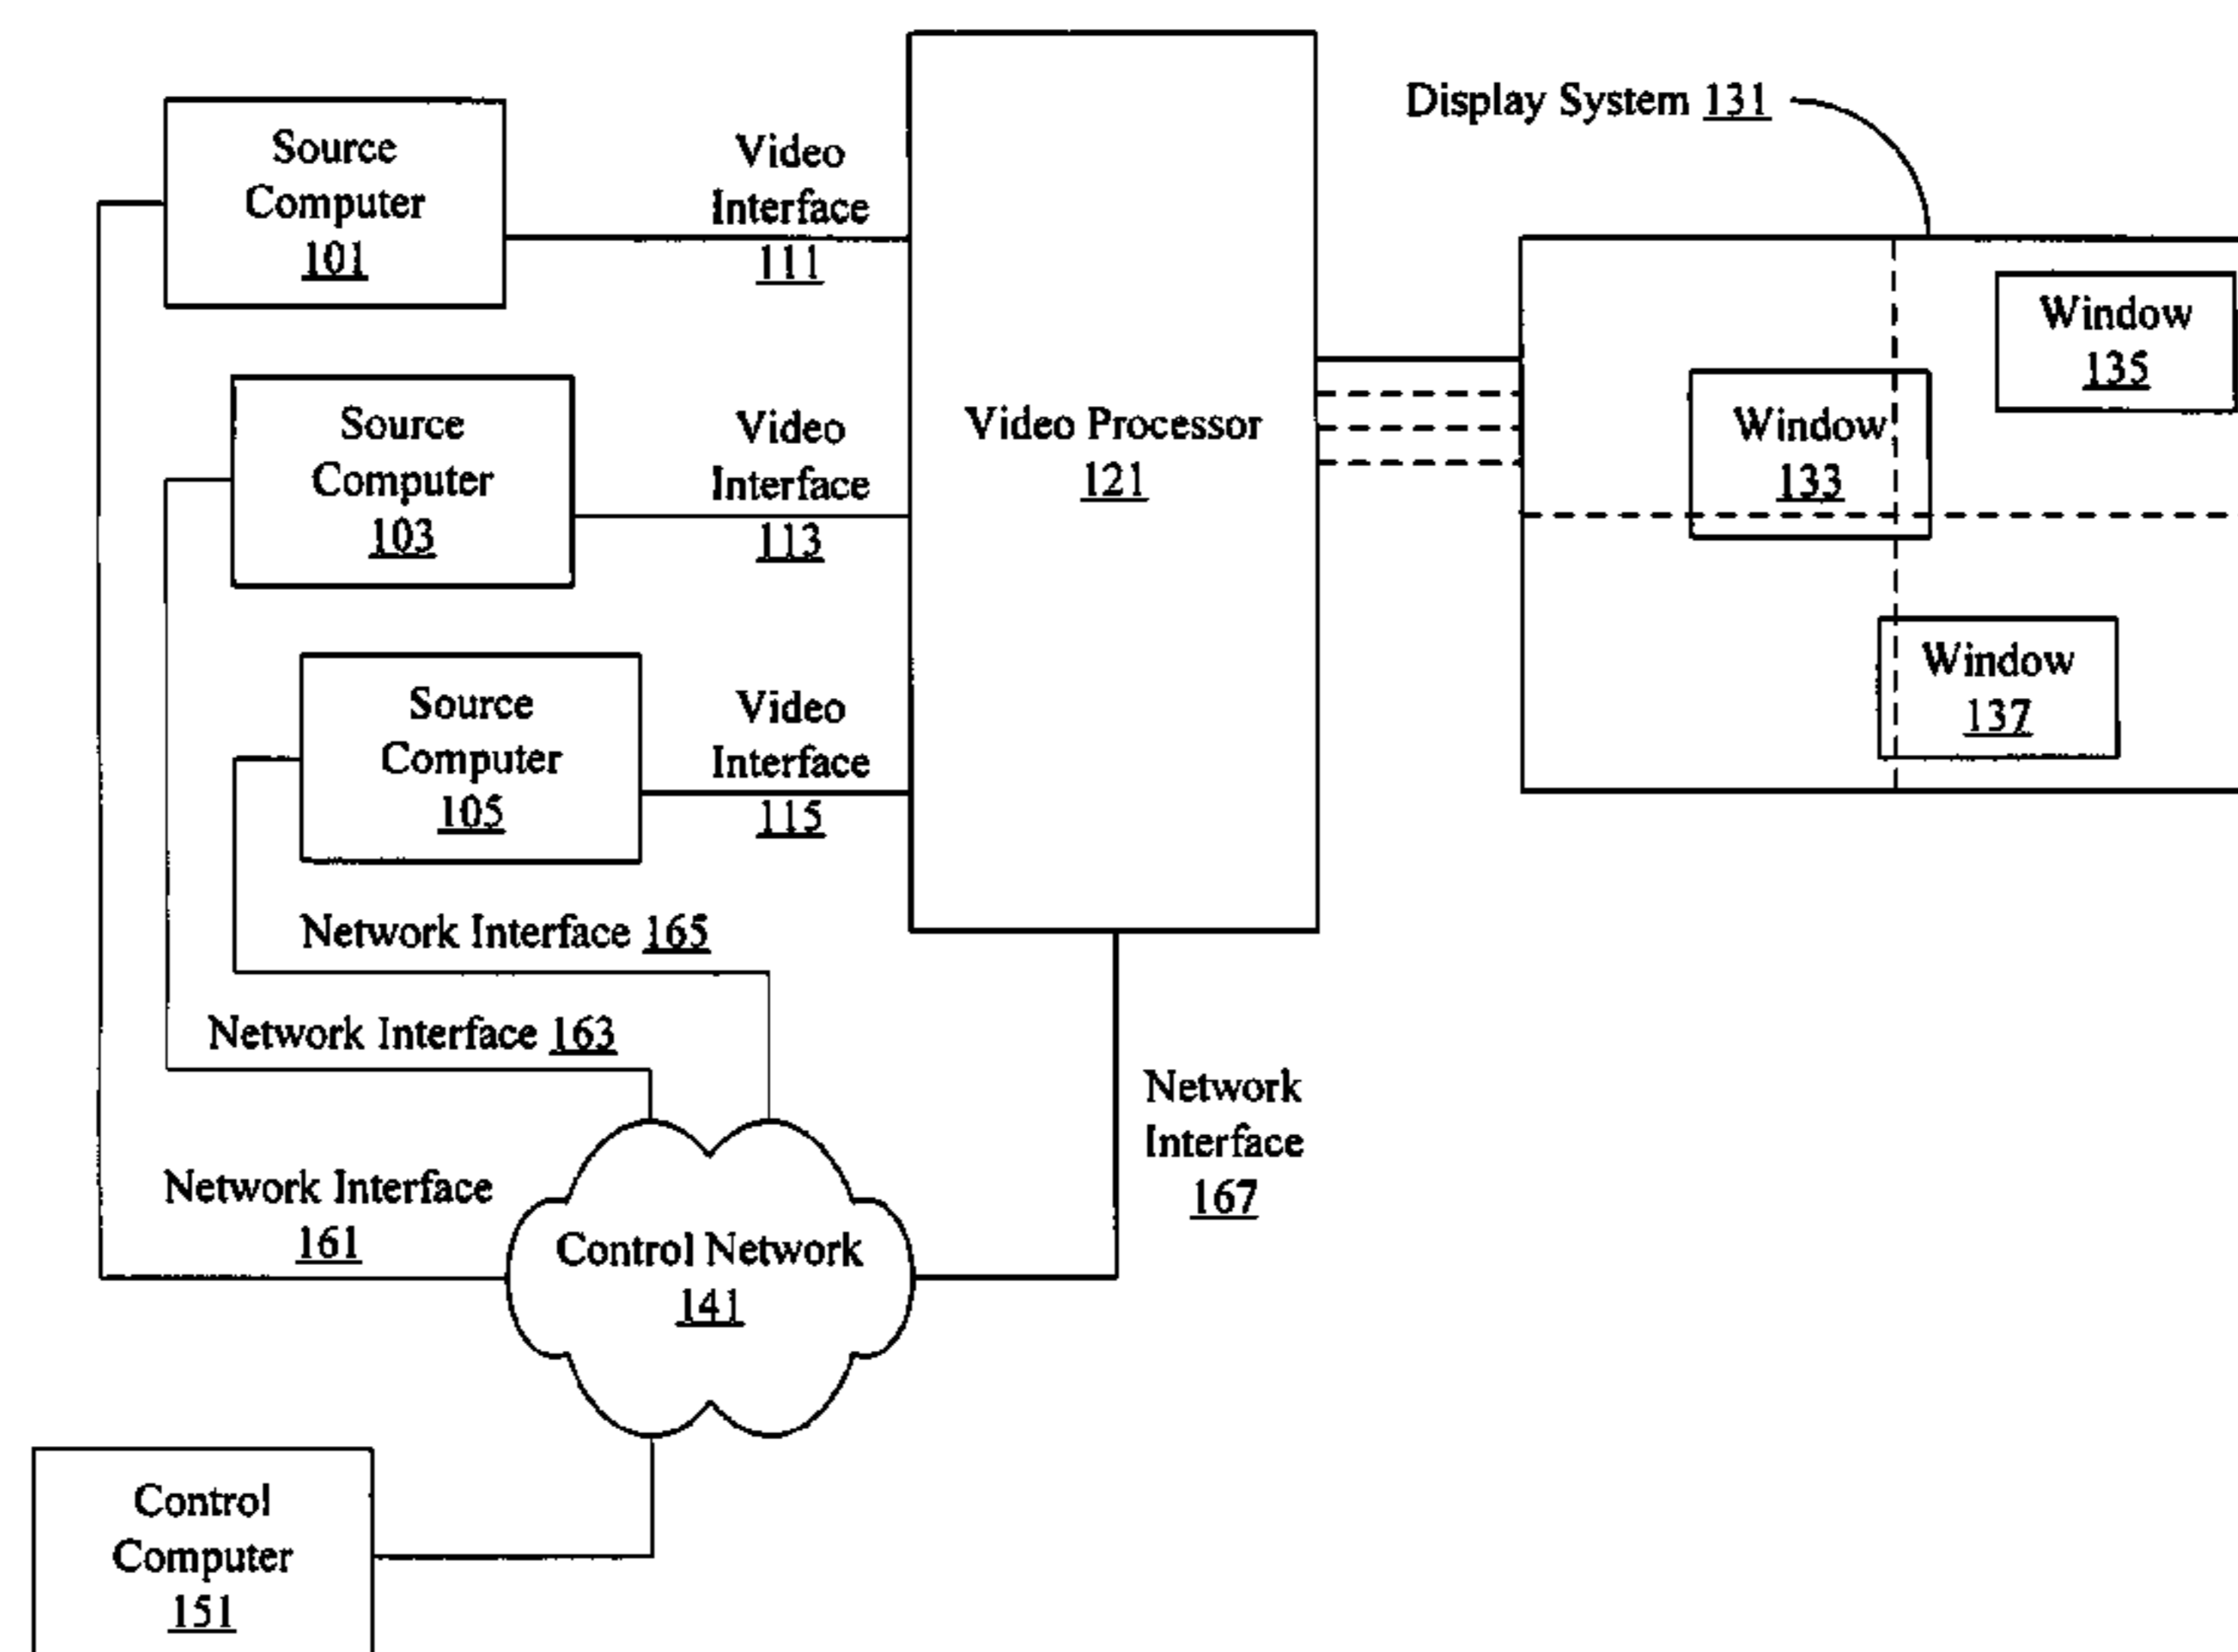 Source
Computer
101
Video
Interface
111
Display System 131
Source
Computer
103
Video
Interface
113
Video Processor
121
Window
135
Window
133
Source
Computer
105
Video
Interface
115
Window
137
Network Interface 165
Network Interface 163
Network
Interface
167
Network Interface
161
Control Network
141
Control
Computer
151